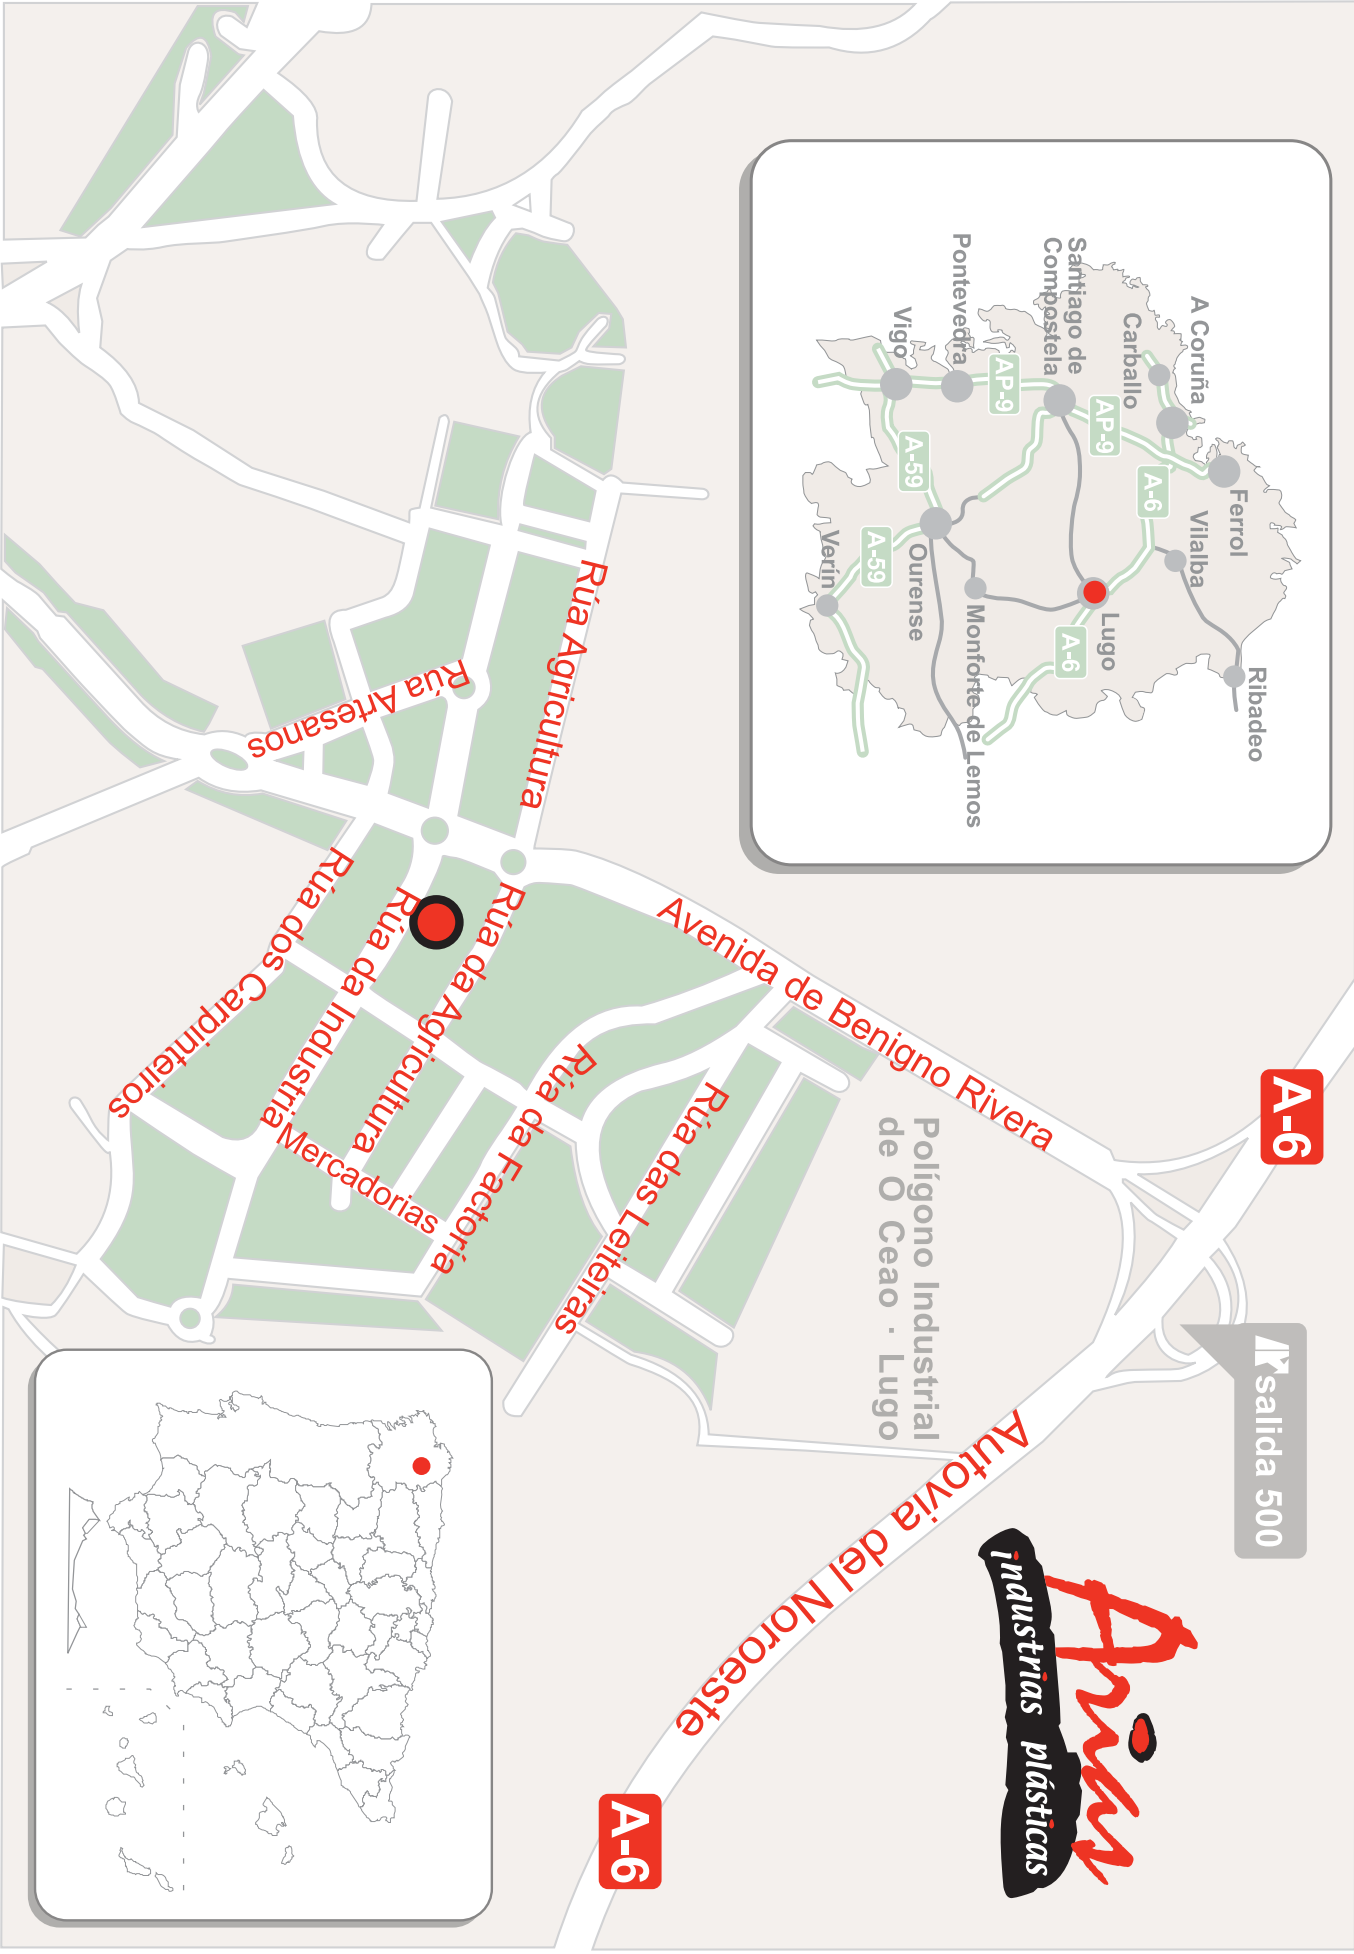 A Coruña
Carballo
Santiago de
Compostela
Pontevedra
Vigo
AP-9
AP-9
A-59
A-59
A-6
A-6
Ferrol
Vilalba
Ribadeo
Lugo
Ourense
Verín
Monforte de Lemos
Rúa Agricultura
Rúa Artesanos
Rúa dos Carpinteiros
Rúa da Industria
Rúa da Agricultura
Mercadorias
Rúa da Factoría
Rúa das Leiteiras
Avenida de Benigno Rivera
Polígono Industrial
de O Ceao · Lugo
A-6
salida 500
Autovia del Noroeste
A-6
Arias
industrias plásticas